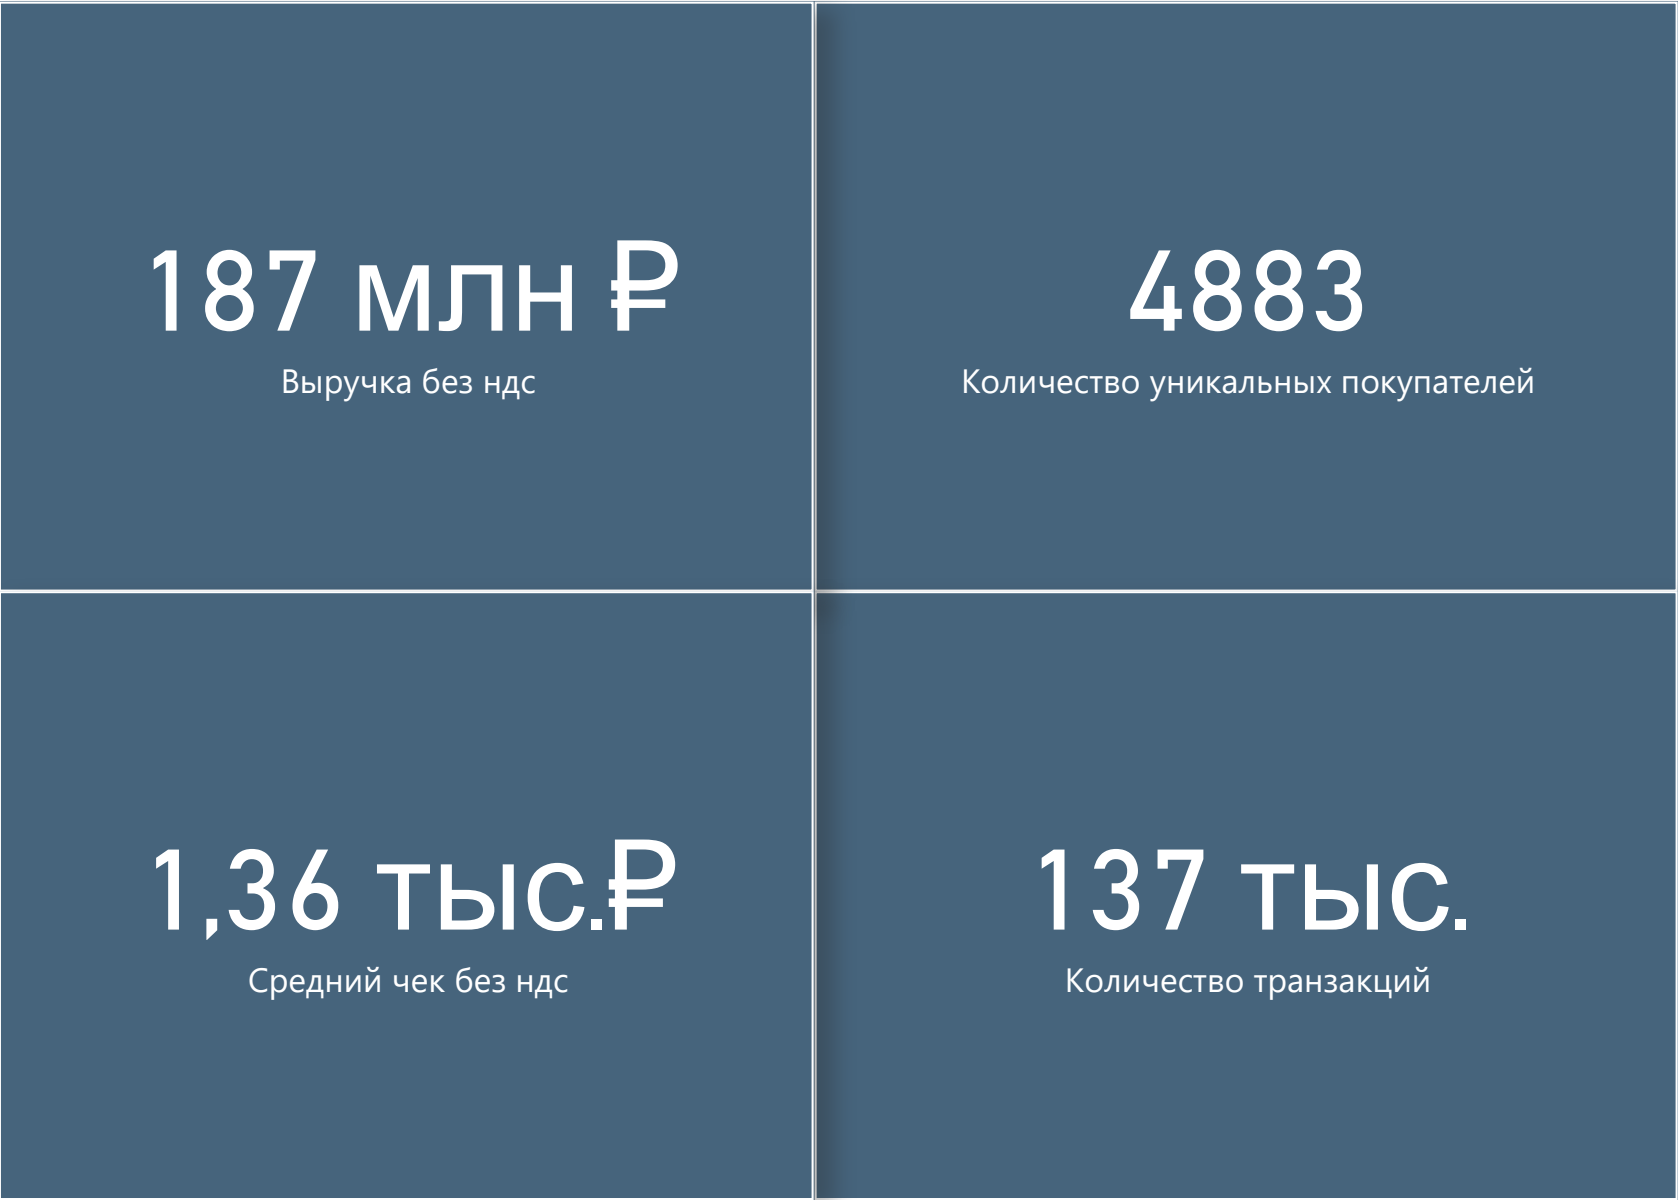 187 млн ₽
Выручка без ндс
4883
Количество уникальных покупателей
1,36 тыс.₽
Средний чек без ндс
137 тыс.
Количество транзакций